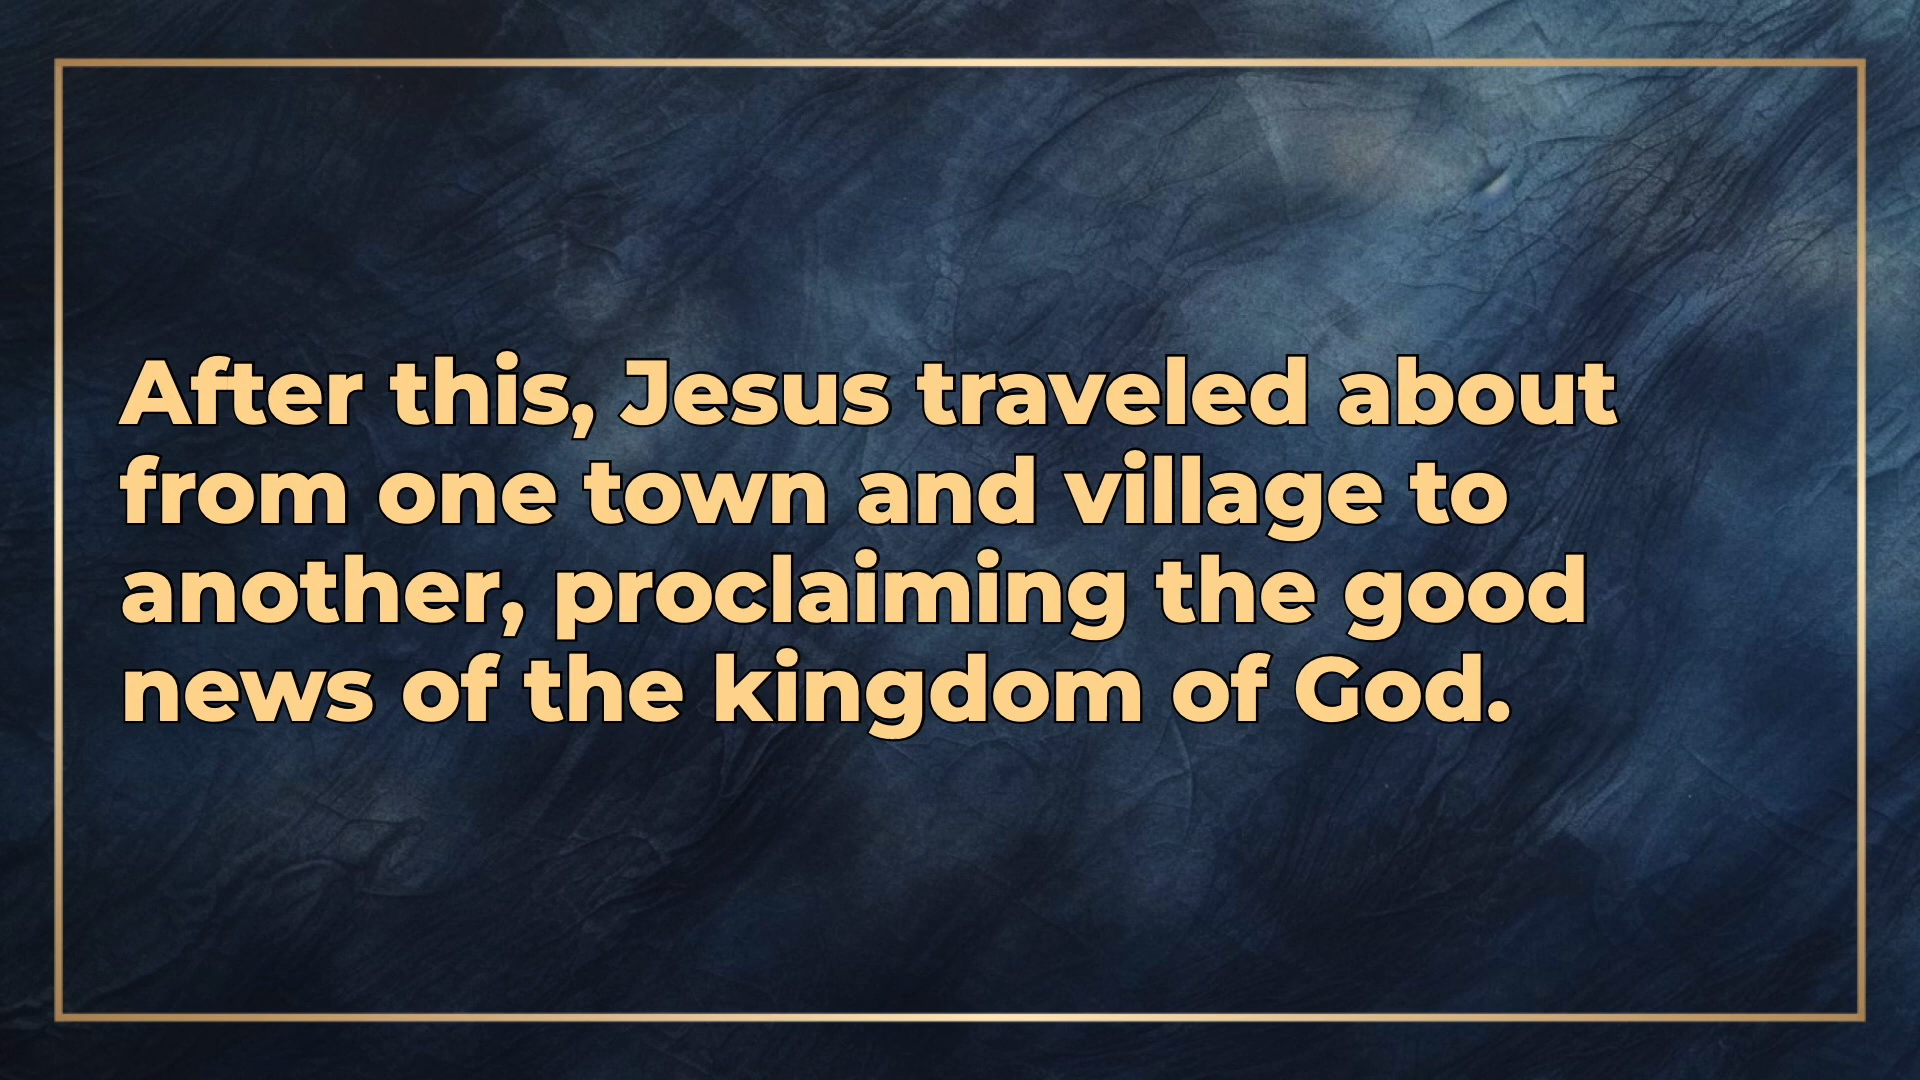 After this, Jesus traveled about
from one town and village to
another, proclaiming the good
news of the kingdom of God.